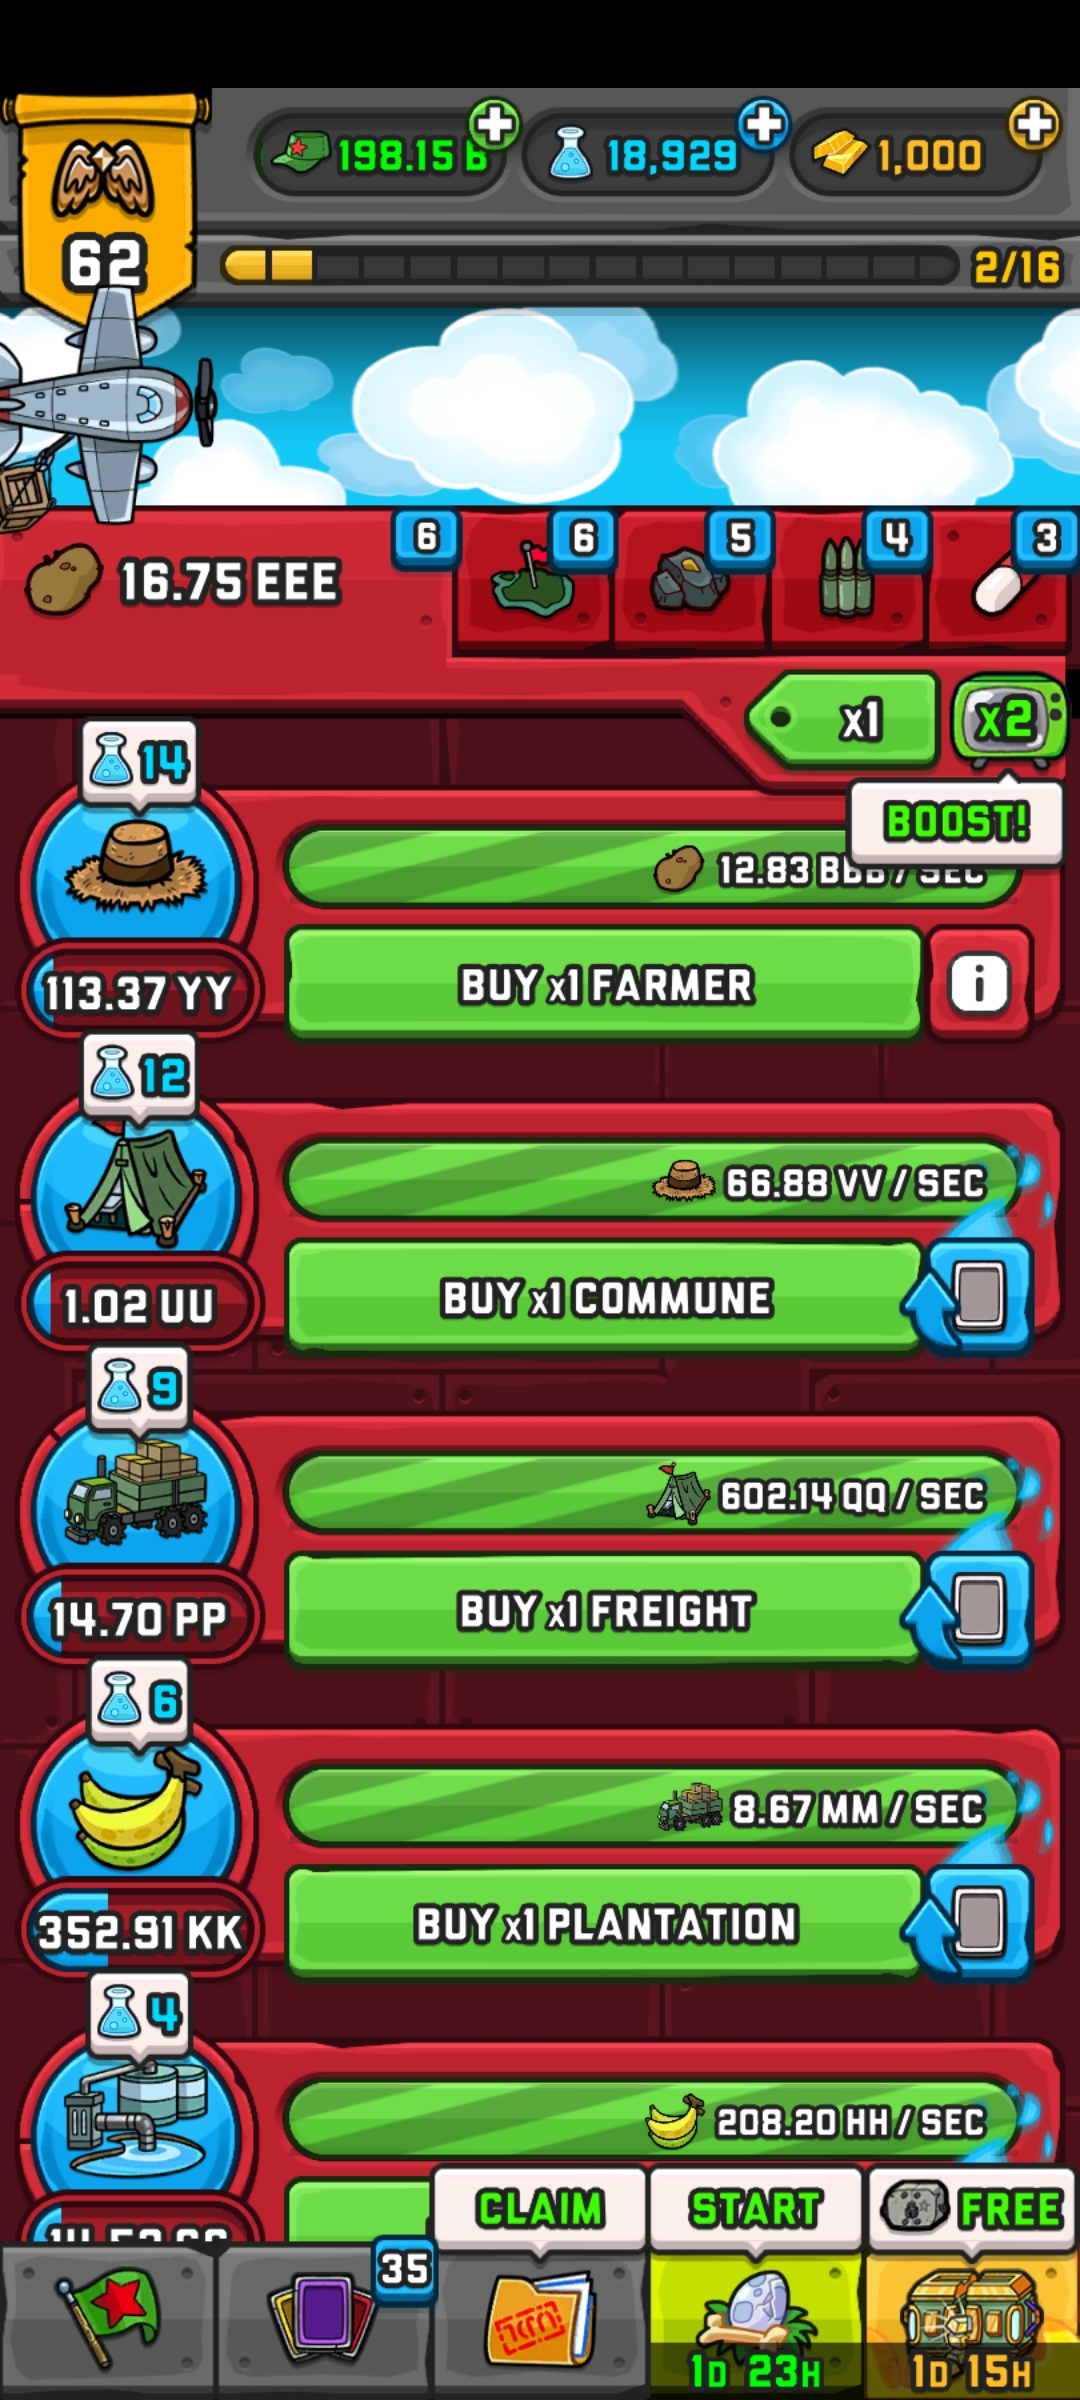 62
198.15 B
18,929
1,000
2/16
16.75 EEE
6
6
5
4
3
x1
x2
BOOST!
14
12.83 BBB / SEC
BUY x1 FARMER
i
113.37 YY
12
66.88 VV / SEC
BUY x1 COMMUNE
1.02 UU
9
602.14 QQ / SEC
BUY x1 FREIGHT
14.70 PP
6
8.67 MM / SEC
BUY x1 PLANTATION
352.91 KK
4
208.20 HH / SEC
CLAIM
START
FREE
35
1D 23H
1D 15H